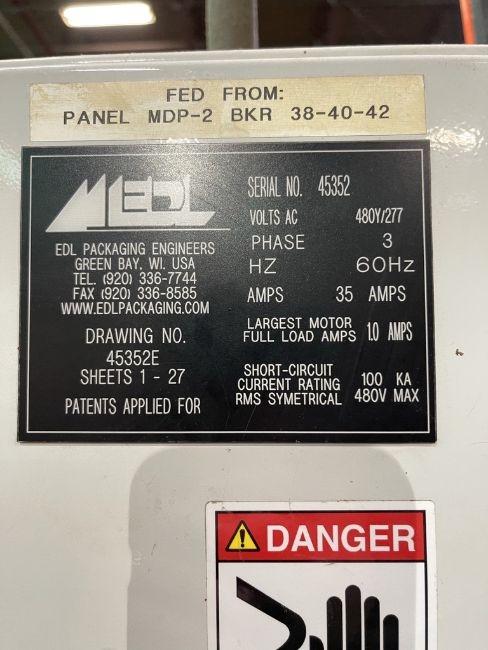 FED FROM:
PANEL MDP-2 BKR 38-40-42
EDL
EDL PACKAGING ENGINEERS
GREEN BAY, WI. USA
TEL. (920) 336-7744
FAX (920) 336-8585
WWW.EDLPACKAGING.COM
DRAWING NO.
45352E
SHEETS 1 - 27
PATENTS APPLIED FOR
SERIAL NO. 45352
VOLTS AC 480Y/277
PHASE 3
HZ 60Hz
AMPS 35 AMPS
LARGEST MOTOR
FULL LOAD AMPS 1.0 AMPS
SHORT-CIRCUIT
CURRENT RATING 100 KA
RMS SYMETRICAL 480V MAX
DANGER